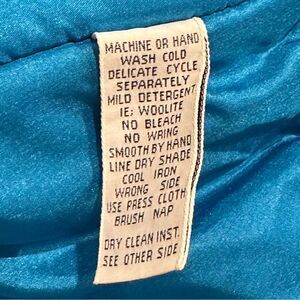 MACHINE OR HAND
WASH COLD
DELICATE CYCLE
SEPARATELY
MILD DETERGENT
IE; WOOLITE
NO BLEACH
NO WRING
SMOOTH BY HAND
LINE DRY SHADE
COOL IRON
WRONG SIDE
USE PRESS CLOTH
BRUSH NAP
DRY CLEAN INST.
SEE OTHER SIDE